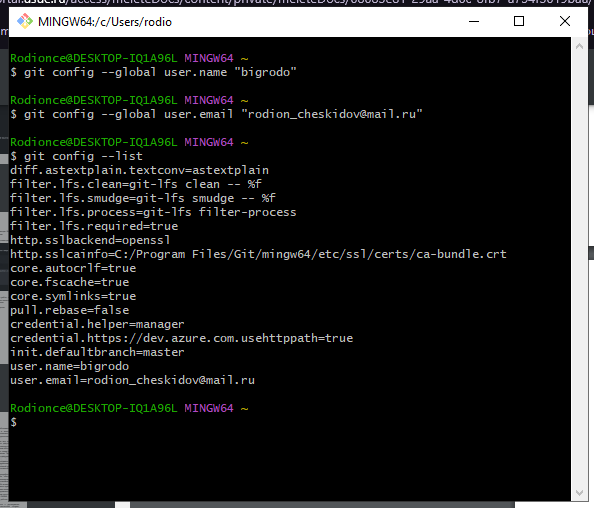 MINGW64:/c/Users/rodio
Rodionce@DESKTOP-IQ1A96L MINGW64 ~
$ git config --global user.name "bigrodo"
Rodionce@DESKTOP-IQ1A96L MINGW64 ~
$ git config --global user.email "rodion_cheskidov@mail.ru"
Rodionce@DESKTOP-IQ1A96L MINGW64 ~
$ git config --list
diff.astextplain.textconv=astextplain
filter.lfs.clean=git-lfs clean -- %f
filter.lfs.smudge=git-lfs smudge -- %f
filter.lfs.process=git-lfs filter-process
filter.lfs.required=true
http.sslbackend=openssl
http.sslcainfo=C:/Program Files/Git/mingw64/etc/ssl/certs/ca-bundle.crt
core.autocrlf=true
core.fscache=true
core.symlinks=true
pull.rebase=false
credential.helper=manager
credential.https://dev.azure.com.usehttppath=true
init.defaultbranch=master
user.name=bigrodo
user.email=rodion_cheskidov@mail.ru
Rodionce@DESKTOP-IQ1A96L MINGW64 ~
$